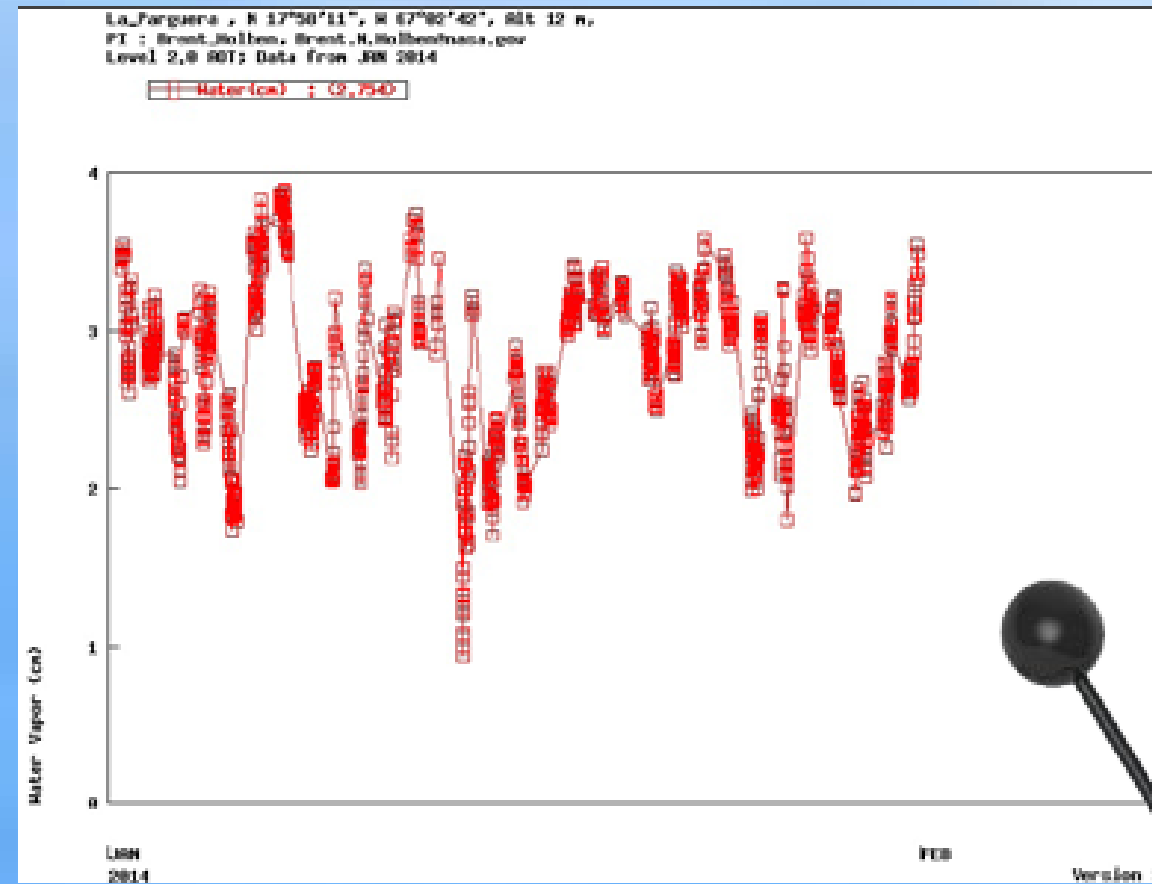 La_Parguera , N 17°58'11", W 67°02'42", Alt 12 m,
PI : Brent_Holben, Brent.N.Holben@nasa.gov
Level 2.0 AOT; Data from JAN 2014
Water(cm) : <2.754>
4
3
2
1
0
Water Vapor (cm)
JAN FEB
2014
Version